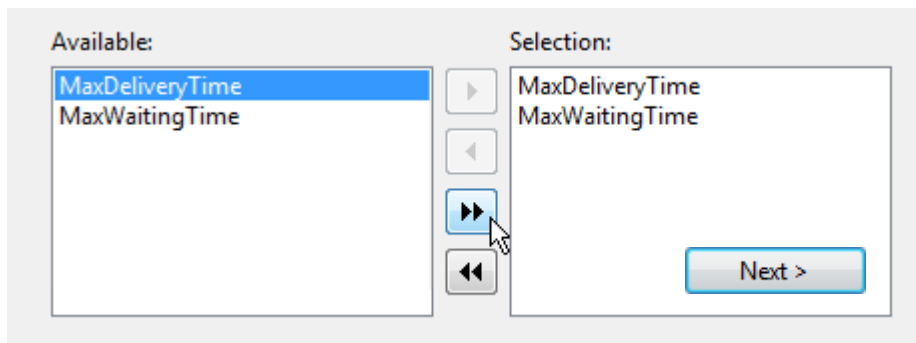 Available:
MaxDeliveryTime
MaxWaitingTime
Selection:
MaxDeliveryTime
MaxWaitingTime
Next >